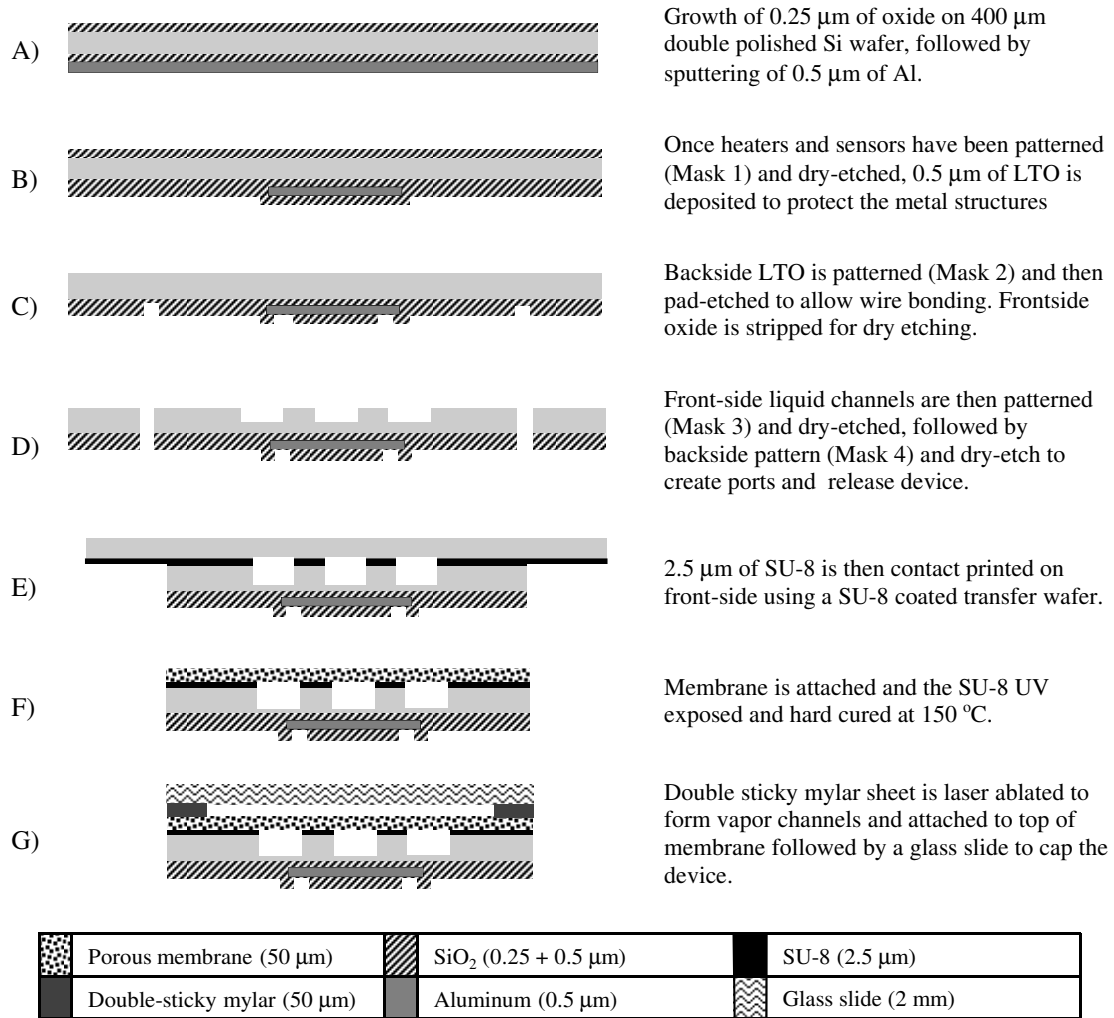 A)
Growth of 0.25 μm of oxide on 400 μm
double polished Si wafer, followed by
sputtering of 0.5 μm of Al.
B)
Once heaters and sensors have been patterned
(Mask 1) and dry-etched, 0.5 μm of LTO is
deposited to protect the metal structures
C)
Backside LTO is patterned (Mask 2) and then
pad-etched to allow wire bonding. Frontside
oxide is stripped for dry etching.
D)
Front-side liquid channels are then patterned
(Mask 3) and dry-etched, followed by
backside pattern (Mask 4) and dry-etch to
create ports and release device.
E)
2.5 μm of SU-8 is then contact printed on
front-side using a SU-8 coated transfer wafer.
F)
Membrane is attached and the SU-8 UV
exposed and hard cured at 150 °C.
G)
Double sticky mylar sheet is laser ablated to
form vapor channels and attached to top of
membrane followed by a glass slide to cap the
device.
Porous membrane (50 μm)
SiO₂ (0.25 + 0.5 μm)
SU-8 (2.5 μm)
Double-sticky mylar (50 μm)
Aluminum (0.5 μm)
Glass slide (2 mm)